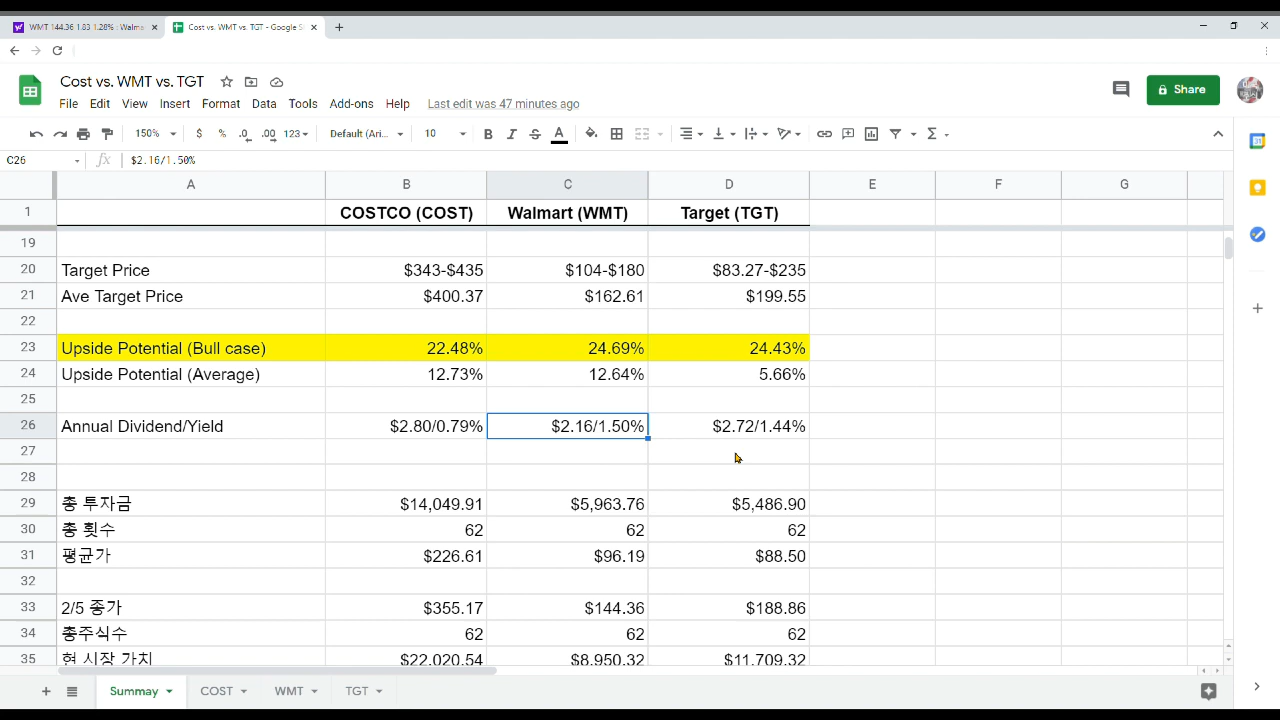 WMT 144.36 1.83 1.28% : Walma
Cost vs. WMT vs. TGT - Google S
Cost vs. WMT vs. TGT
File Edit View Insert Format Data Tools Add-ons Help Last edit was 47 minutes ago
Share
150% $ % .0 .00 123 Default (Ari... 10 B I S A
C26 fx $2.16/1.50%
A B C D E F G
1 COSTCO (COST) Walmart (WMT) Target (TGT)
19
20 Target Price $343-$435 $104-$180 $83.27-$235
21 Ave Target Price $400.37 $162.61 $199.55
22
23 Upside Potential (Bull case) 22.48% 24.69% 24.43%
24 Upside Potential (Average) 12.73% 12.64% 5.66%
25
26 Annual Dividend/Yield $2.80/0.79% $2.16/1.50% $2.72/1.44%
27
28
29 총 투자금 $14,049.91 $5,963.76 $5,486.90
30 총 횟수 62 62 62
31 평균가 $226.61 $96.19 $88.50
32
33 2/5 종가 $355.17 $144.36 $188.86
34 총주식수 62 62 62
35 현 시장 가치 $22,020.54 $8,950.32 $11,709.32
Summay COST WMT TGT